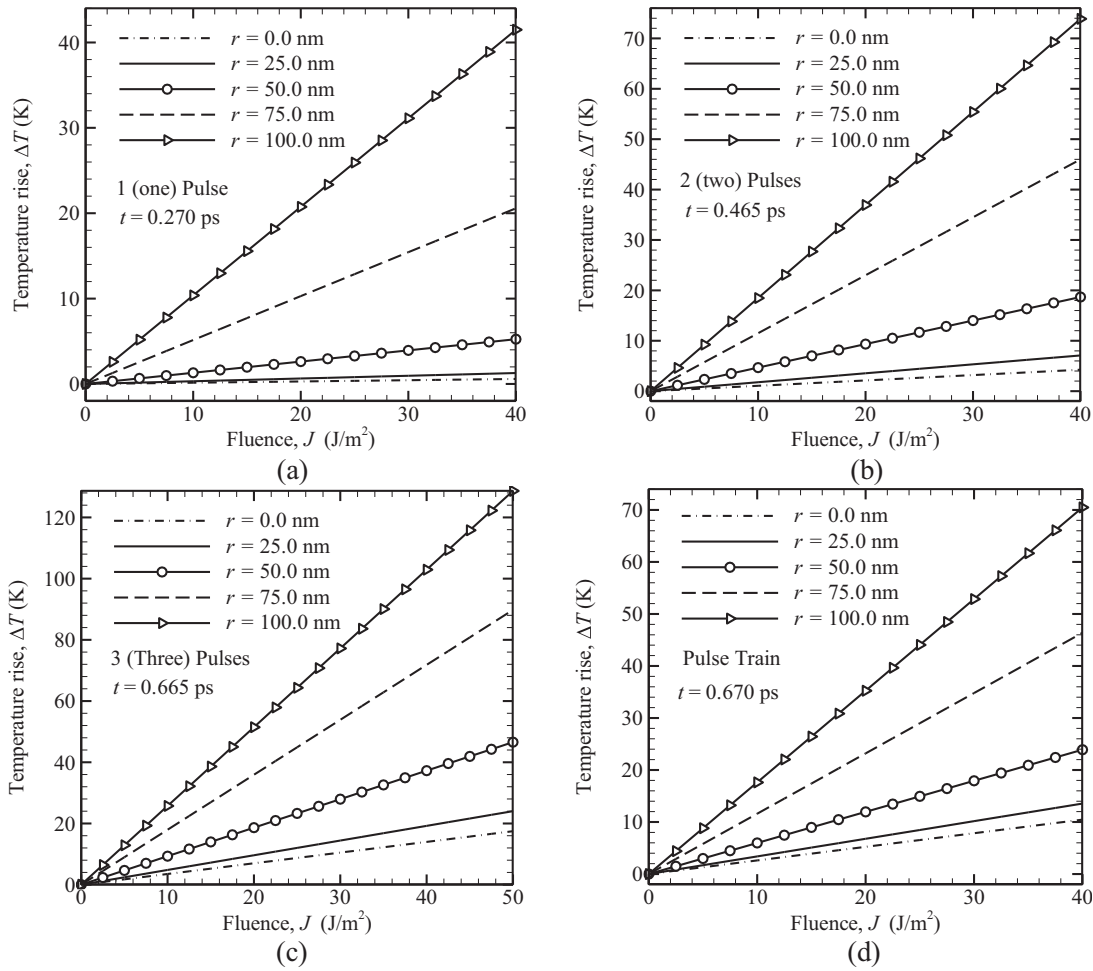 Temperature rise, ΔT (K)
40
30
20
10
0
r = 0.0 nm
r = 25.0 nm
r = 50.0 nm
r = 75.0 nm
r = 100.0 nm
1 (one) Pulse
t = 0.270 ps
0 10 20 30 40
Fluence, J (J/m²)
(a)
Temperature rise, ΔT (K)
70
60
50
40
30
20
10
0
r = 0.0 nm
r = 25.0 nm
r = 50.0 nm
r = 75.0 nm
r = 100.0 nm
2 (two) Pulses
t = 0.465 ps
0 10 20 30 40
Fluence, J (J/m²)
(b)
Temperature rise, ΔT (K)
120
100
80
60
40
20
0
r = 0.0 nm
r = 25.0 nm
r = 50.0 nm
r = 75.0 nm
r = 100.0 nm
3 (Three) Pulses
t = 0.665 ps
0 10 20 30 40 50
Fluence, J (J/m²)
(c)
Temperature rise, ΔT (K)
70
60
50
40
30
20
10
0
r = 0.0 nm
r = 25.0 nm
r = 50.0 nm
r = 75.0 nm
r = 100.0 nm
Pulse Train
t = 0.670 ps
0 10 20 30 40
Fluence, J (J/m²)
(d)